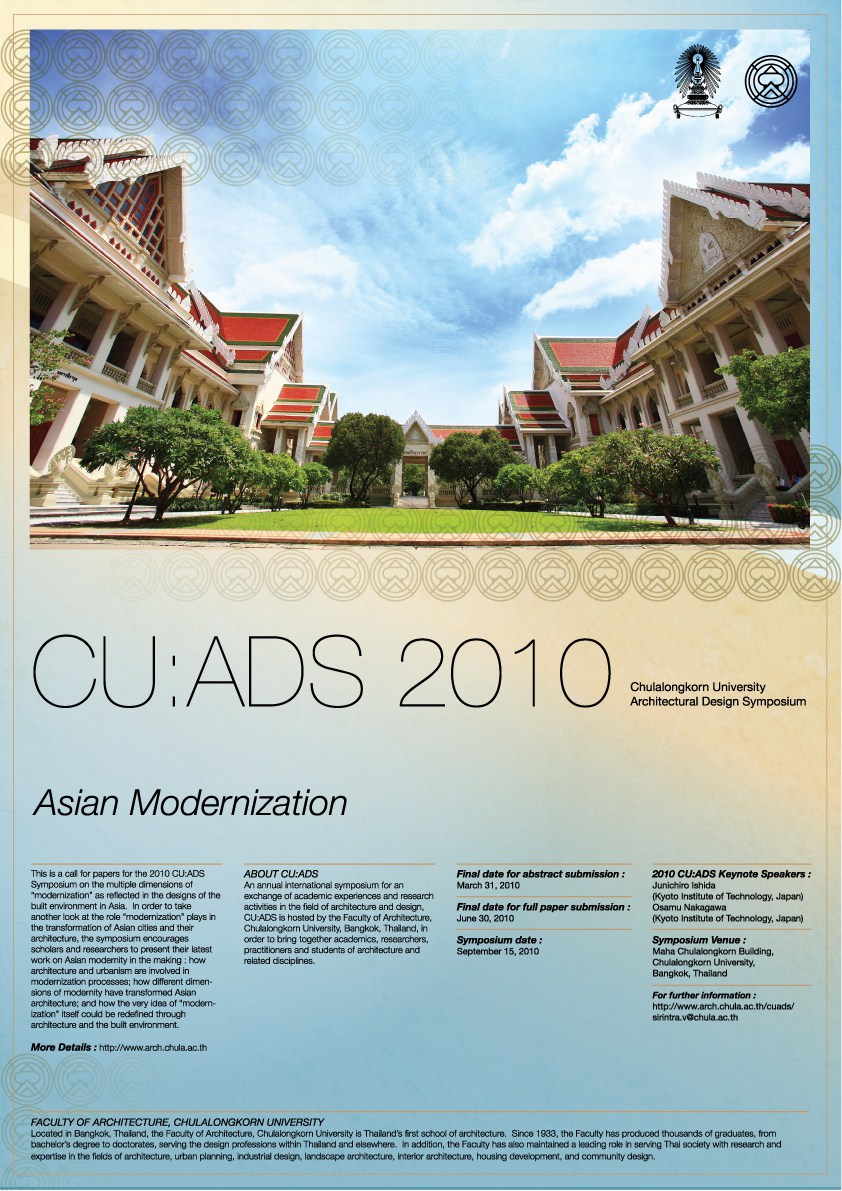 CU:ADS 2010
Chulalongkorn University
Architectural Design Symposium
Asian Modernization
This is a call for papers for the 2010 CU:ADS
Symposium on the multiple dimensions of
“modernization” as reflected in the designs of the
built environment in Asia. In order to take
another look at the role “modernization” plays in
the transformation of Asian cities and their
architecture, the symposium encourages
scholars and researchers to present their latest
work on Asian modernity in the making : how
architecture and urbanism are involved in
modernization processes; how different dimen-
sions of modernity have transformed Asian
architecture; and how the very idea of “modern-
ization” itself could be redefined through
architecture and the built environment.
More Details : http://www.arch.chula.ac.th
ABOUT CU:ADS
An annual international symposium for an
exchange of academic experiences and research
activities in the field of architecture and design,
CU:ADS is hosted by the Faculty of Architecture,
Chulalongkorn University, Bangkok, Thailand, in
order to bring together academics, researchers,
practitioners and students of architecture and
related disciplines.
Final date for abstract submission :
March 31, 2010
Final date for full paper submission :
June 30, 2010
Symposium date :
September 15, 2010
2010 CU:ADS Keynote Speakers :
Junichiro Ishida
(Kyoto Institute of Technology, Japan)
Osamu Nakagawa
(Kyoto Institute of Technology, Japan)
Symposium Venue :
Maha Chulalongkorn Building,
Chulalongkorn University,
Bangkok, Thailand
For further information :
http://www.arch.chula.ac.th/cuads/
sirintra.v@chula.ac.th
FACULTY OF ARCHITECTURE, CHULALONGKORN UNIVERSITY
Located in Bangkok, Thailand, the Faculty of Architecture, Chulalongkorn University is Thailand's first school of architecture. Since 1933, the Faculty has produced thousands of graduates, from
bachelor's degree to doctorates, serving the design professions within Thailand and elsewhere. In addition, the Faculty has also maintained a leading role in serving Thai society with research and
expertise in the fields of architecture, urban planning, industrial design, landscape architecture, interior architecture, housing development, and community design.